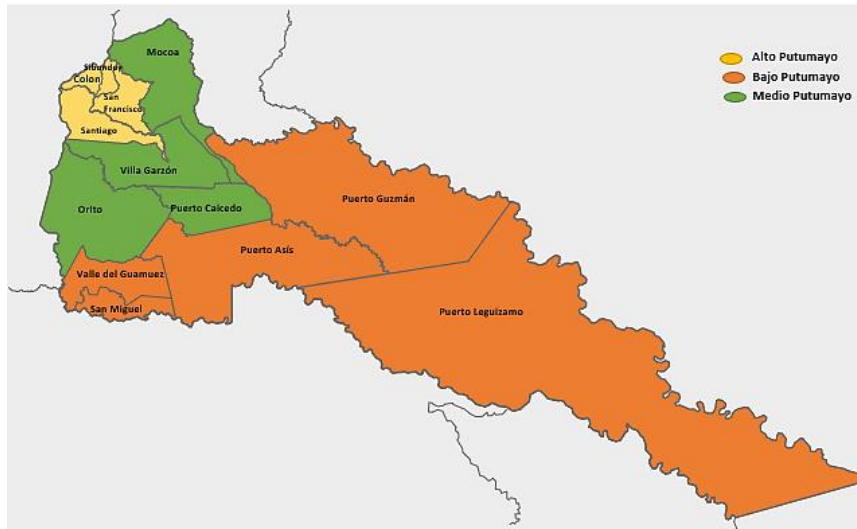 Mocoa
Sibundoy
Colon
San
Francisco
Santiago
Villa Garzón
Orito
Puerto Caicedo
Puerto Guzmán
Puerto Asís
Valle del Guamuez
San Miguel
Puerto Leguizamo
Alto Putumayo
Bajo Putumayo
Medio Putumayo